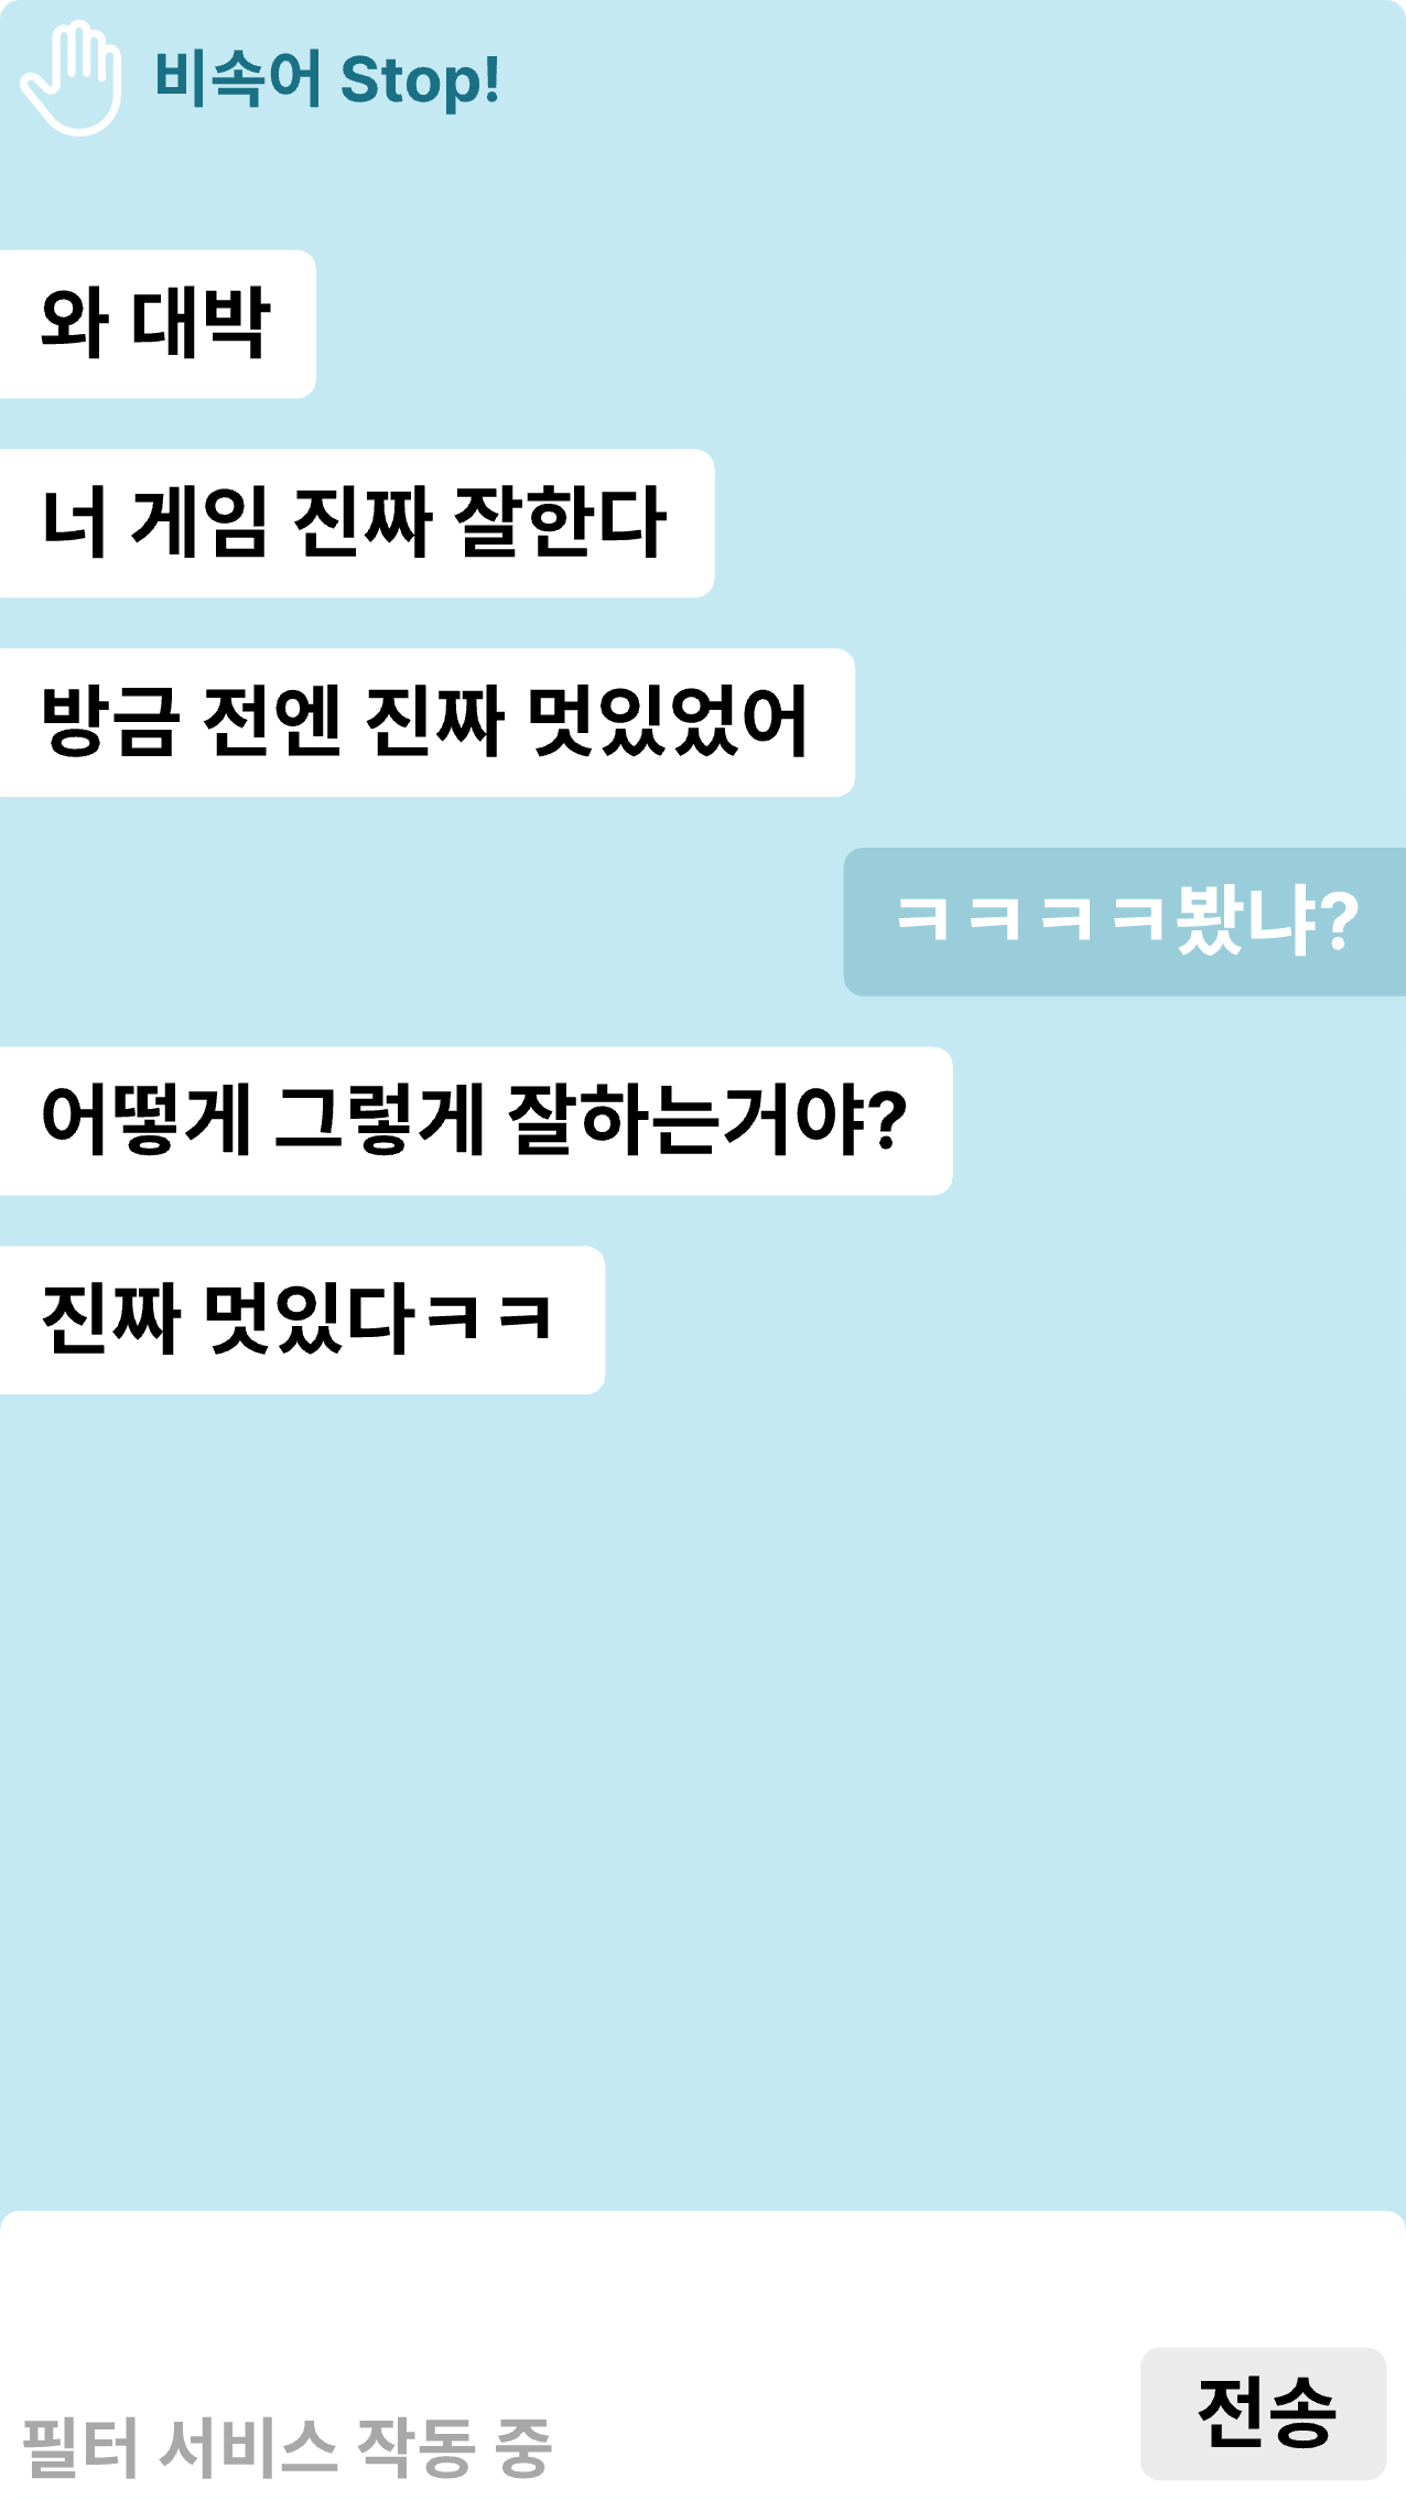 비속어 Stop!
와 대박
너 게임 진짜 잘한다
방금 전엔 진짜 멋있었어
ㅋㅋㅋㅋ봤냐?
어떻게 그렇게 잘하는거야?
진짜 멋있다ㅋㅋ
전송
필터 서비스 작동 중